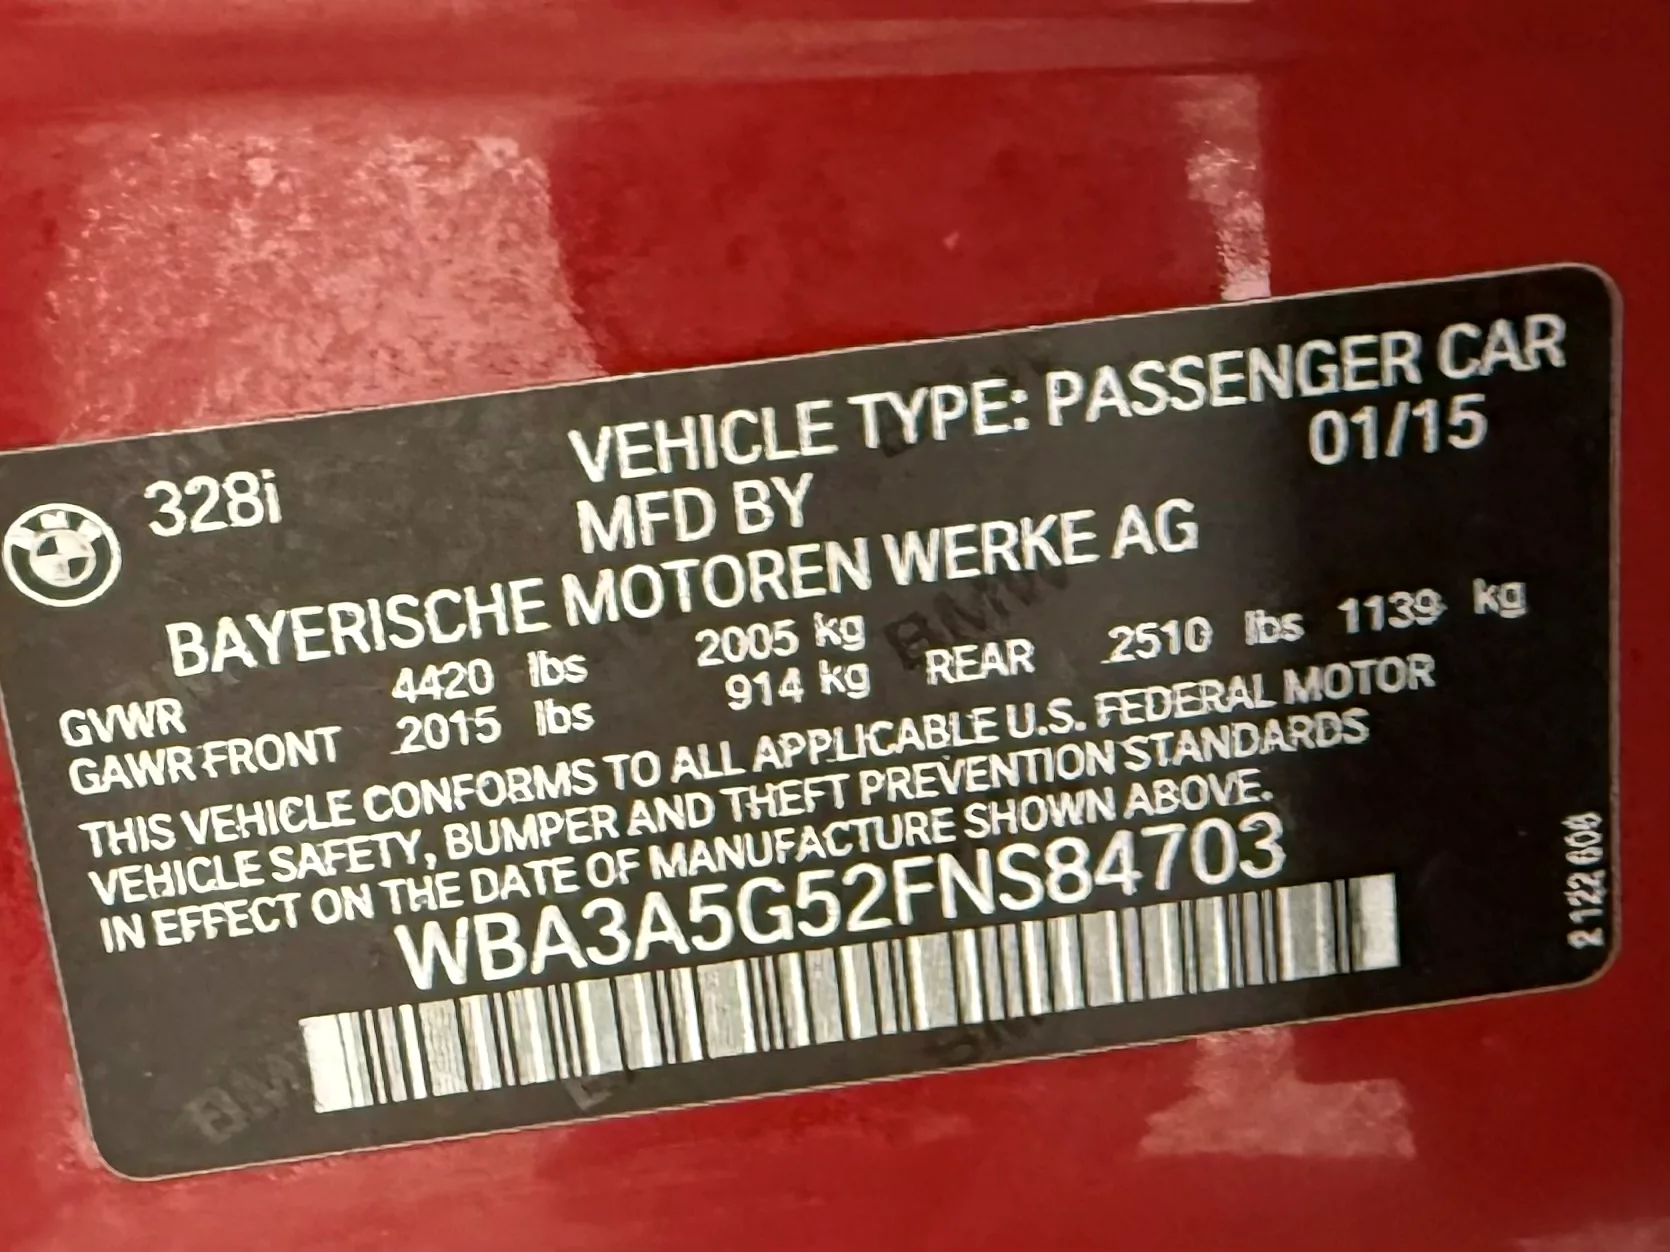 328i
VEHICLE TYPE: PASSENGER CAR
MFD BY 01/15
BAYERISCHE MOTOREN WERKE AG
GVWR 4420 lbs 2005 kg
GAWR FRONT 2015 lbs 914 kg REAR 2510 lbs 1139 kg
THIS VEHICLE CONFORMS TO ALL APPLICABLE U.S. FEDERAL MOTOR
VEHICLE SAFETY, BUMPER AND THEFT PREVENTION STANDARDS
IN EFFECT ON THE DATE OF MANUFACTURE SHOWN ABOVE.
WBA3A5G52FNS84703
BMW